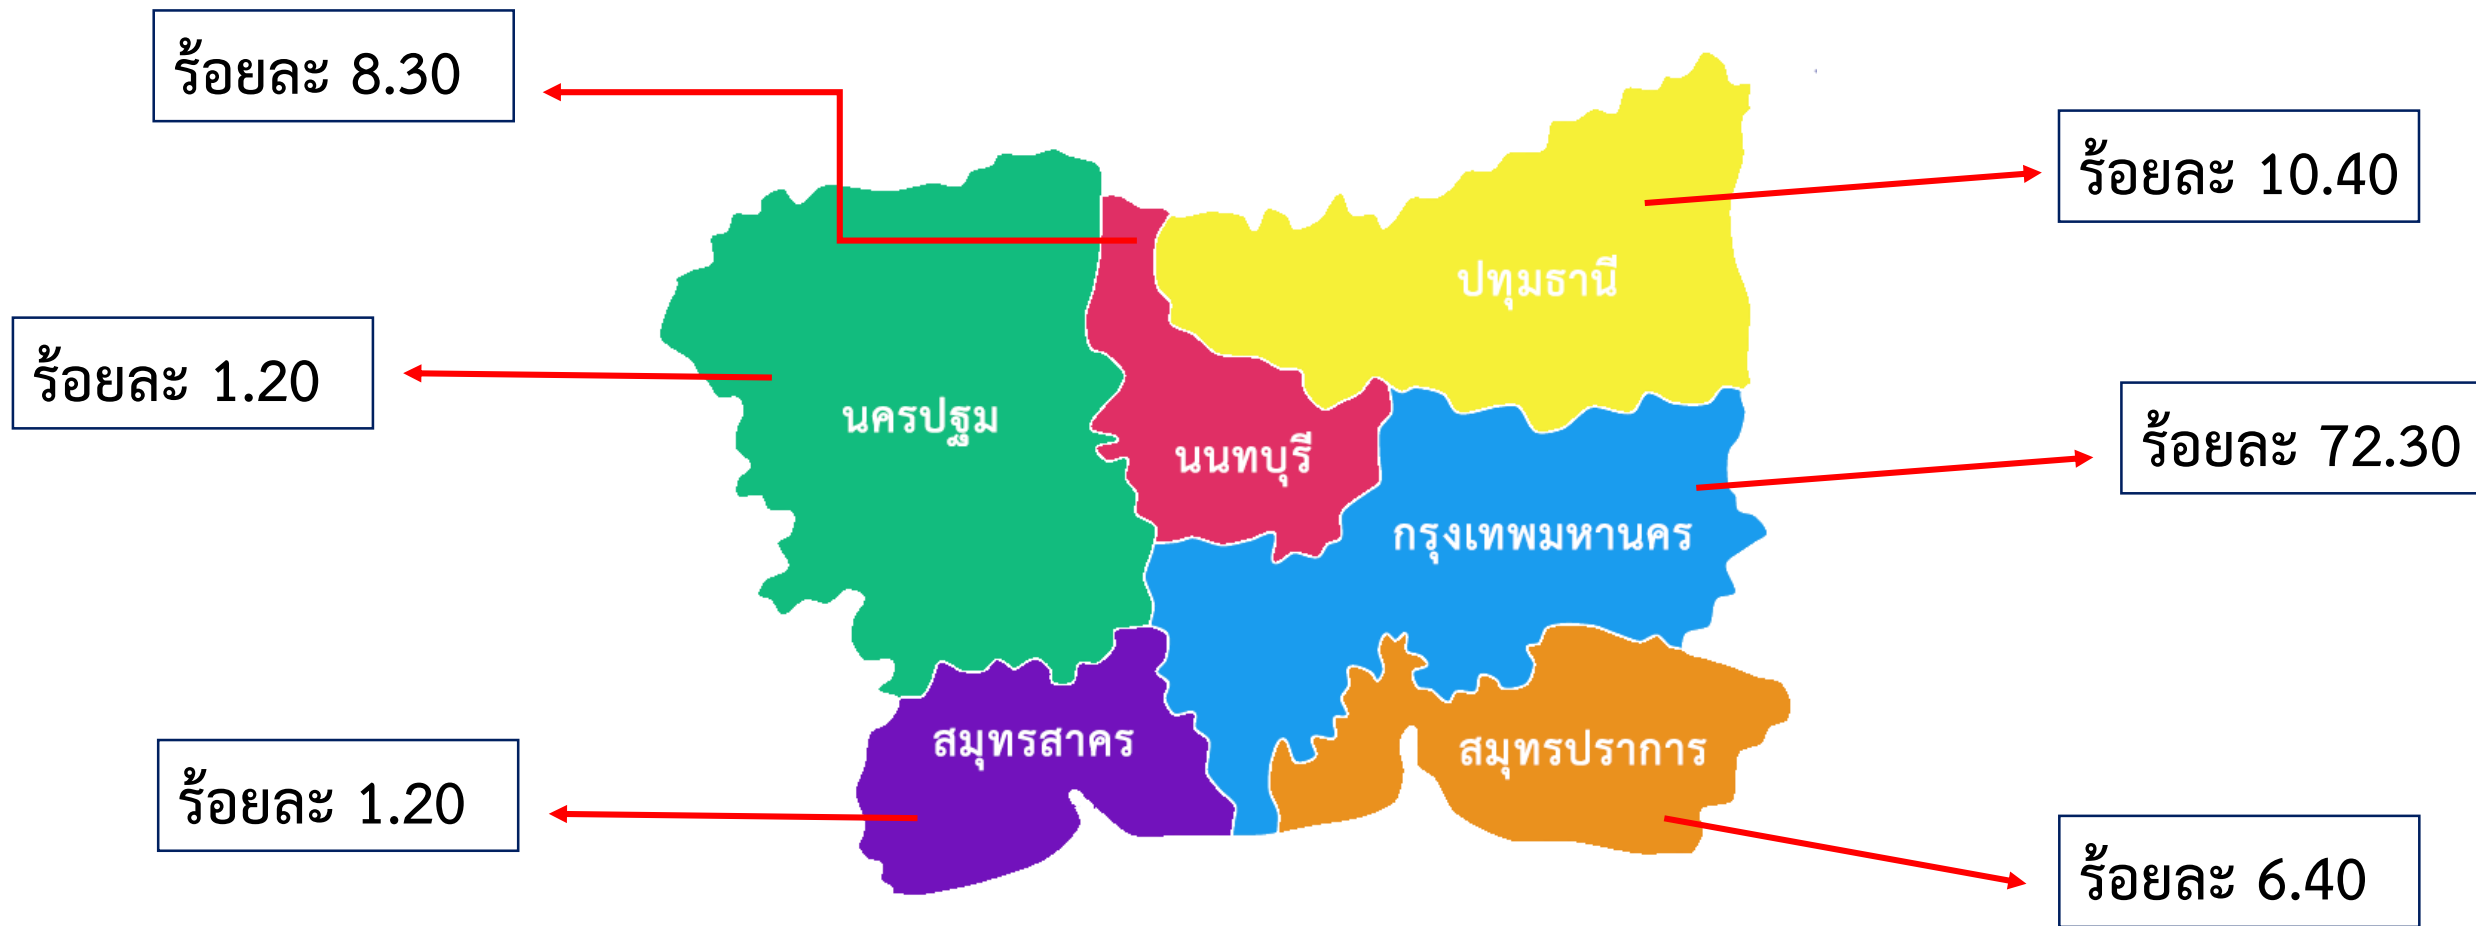 ร้อยละ 8.30
ร้อยละ 10.40
ปทุมธานี
ร้อยละ 1.20
นครปฐม
นนทบุรี
ร้อยละ 72.30
กรุงเทพมหานคร
สมุทรสาคร
สมุทรปราการ
ร้อยละ 1.20
ร้อยละ 6.40